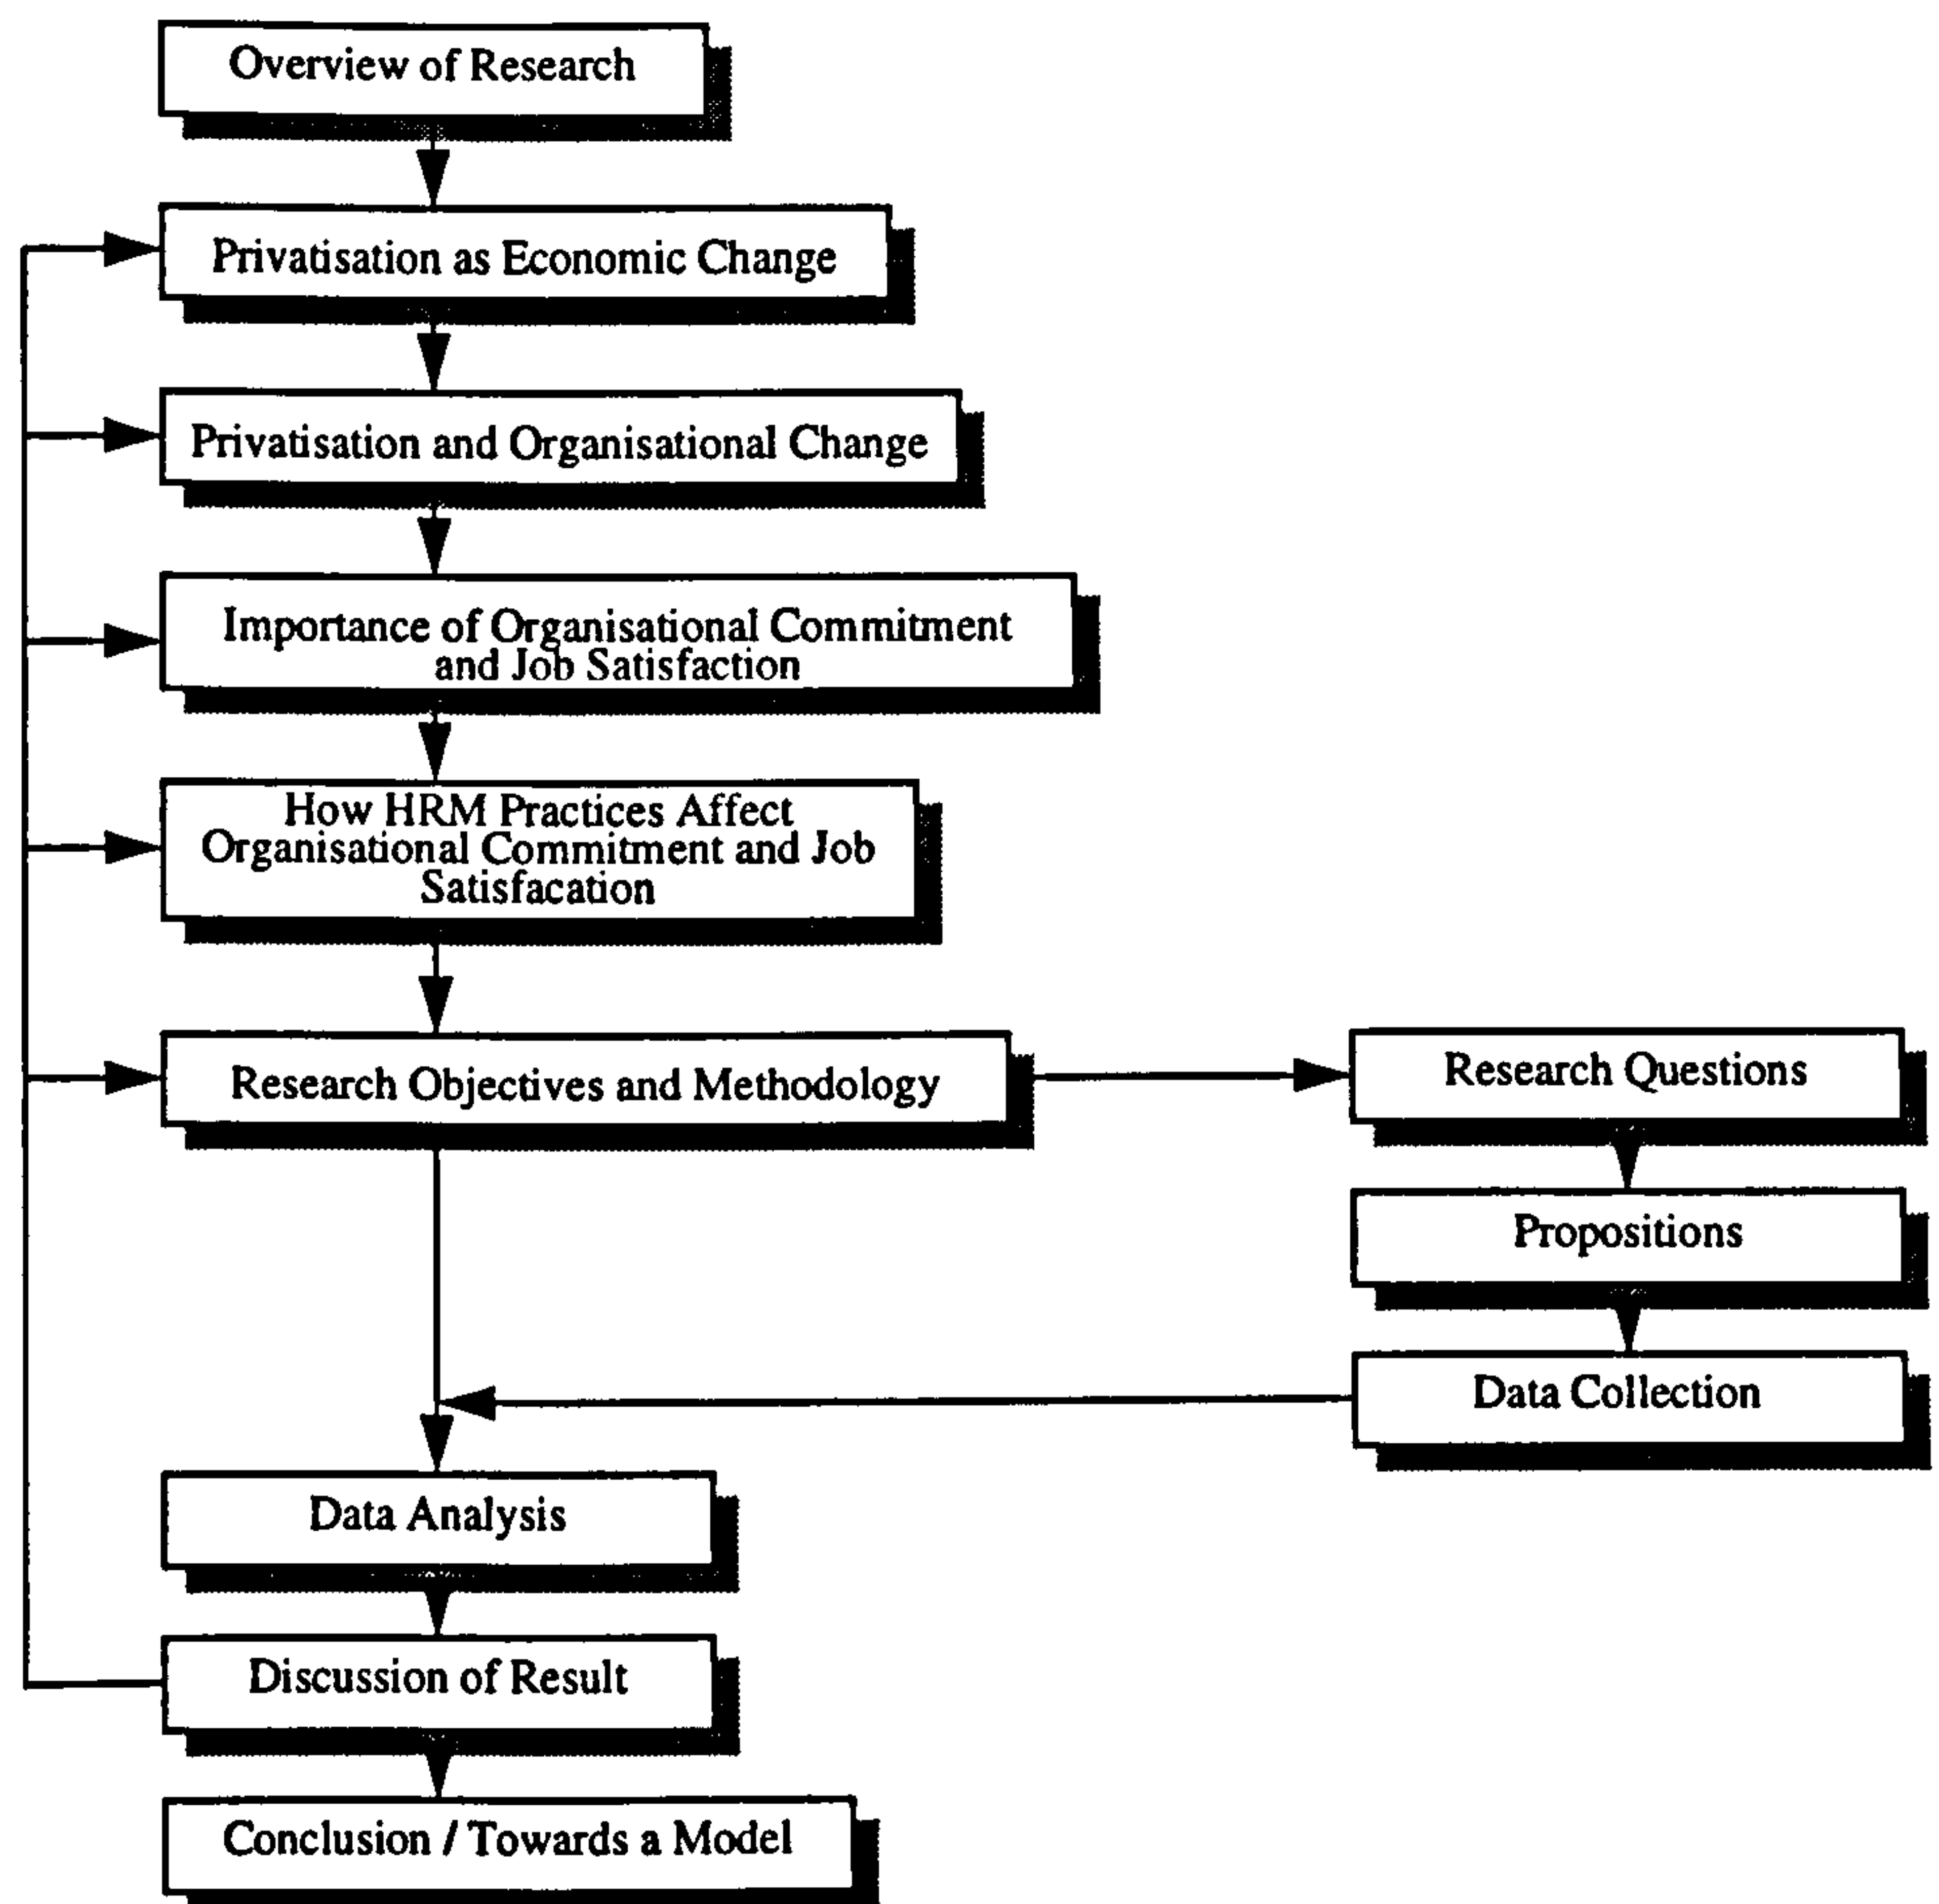 Overview of Research
Privatisation as Economic Change
Privatisation and Organisational Change
Importance of Organisational Commitment
and Job Satisfaction
How HRM Practices Affect
Organisational Commitment and Job
Satisfacation
Research Objectives and Methodology
Research Questions
Propositions
Data Collection
Data Analysis
Discussion of Result
Conclusion / Towards a Model